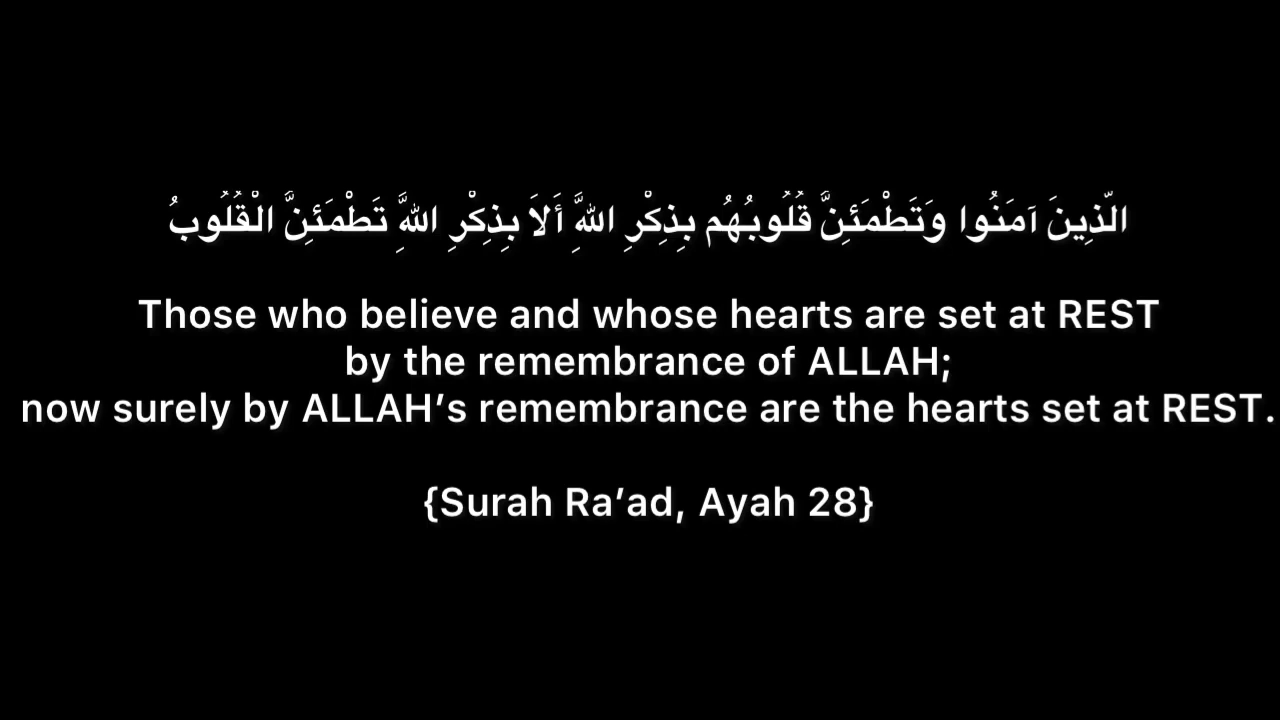 الَّذِينَ آمَنُوا وَتَطْمَئِنُّ قُلُوبُهُم بِذِكْرِ اللَّهِ أَلَا بِذِكْرِ اللَّهِ تَطْمَئِنُّ الْقُلُوبُ
Those who believe and whose hearts are set at REST
by the remembrance of ALLAH;
now surely by ALLAH’s remembrance are the hearts set at REST.
{Surah Ra’ad, Ayah 28}